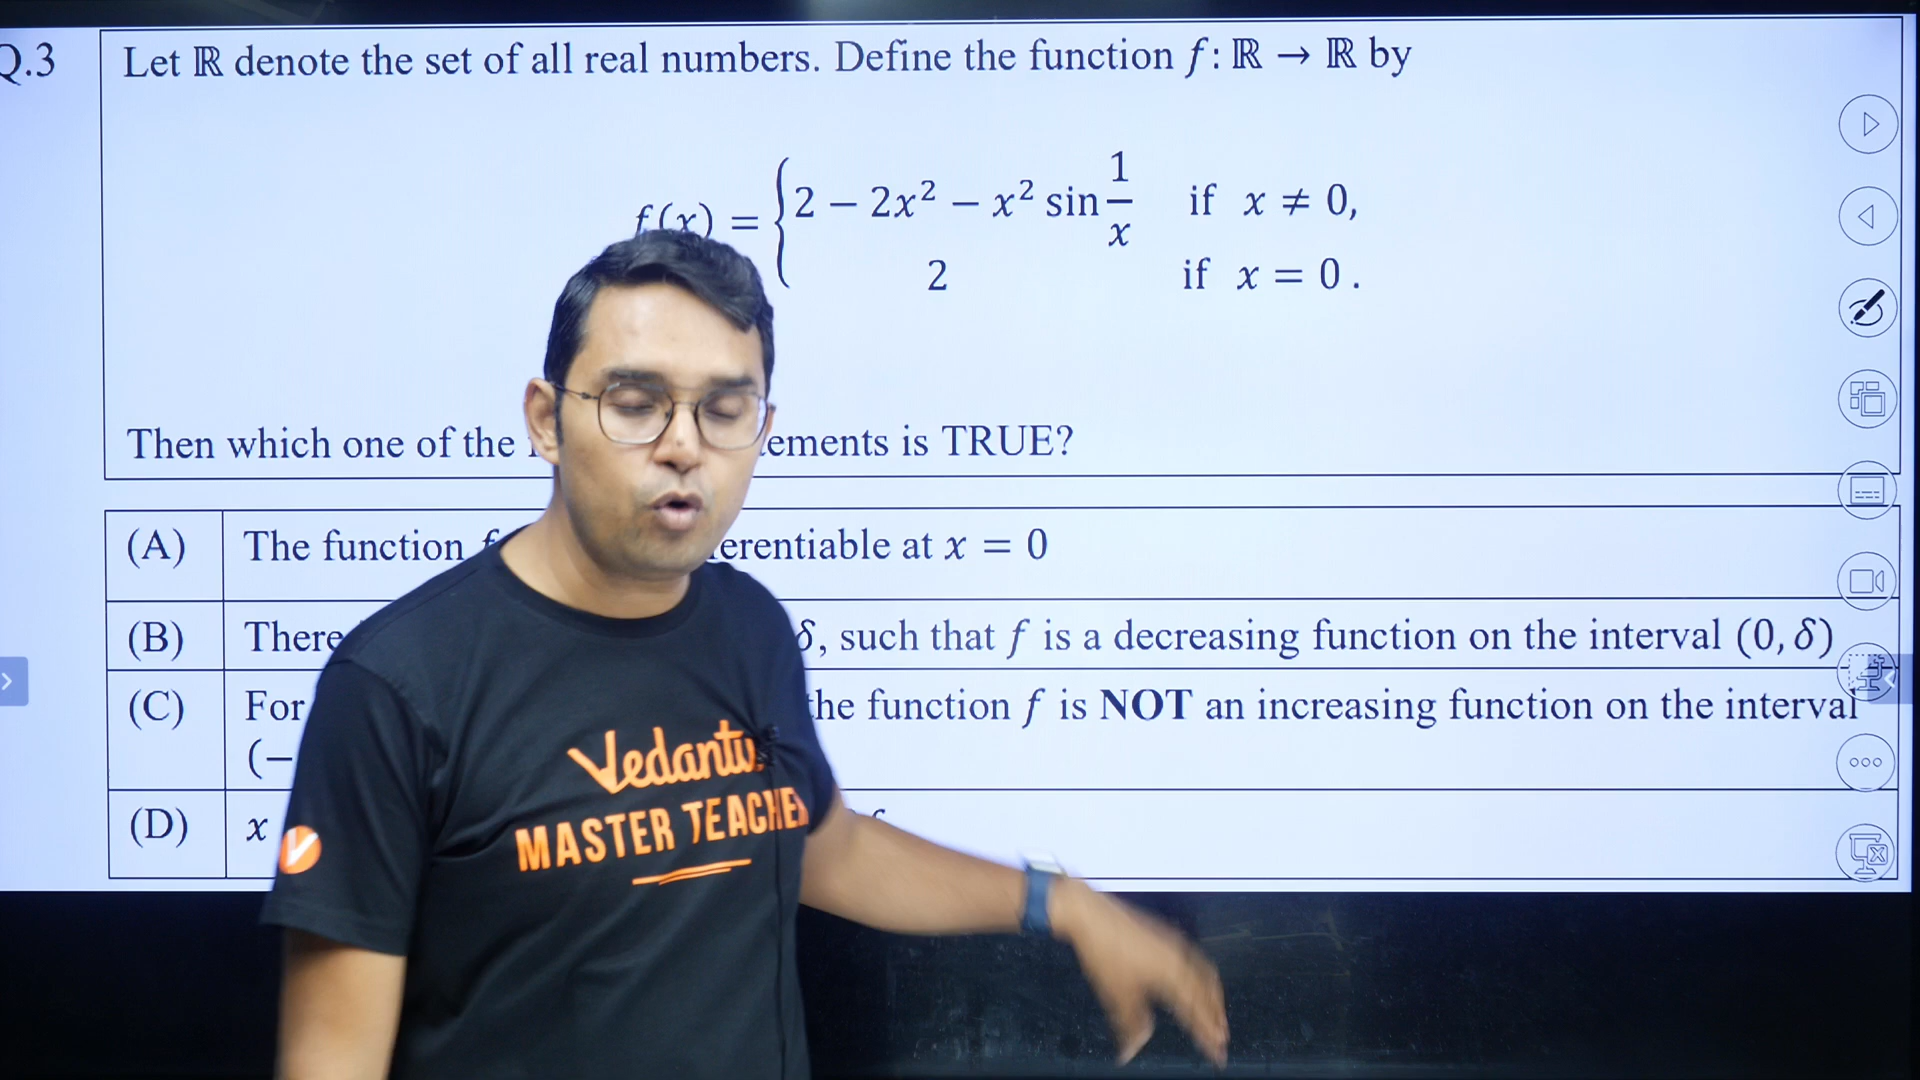 Q.3
Let ℝ denote the set of all real numbers. Define the function f: ℝ → ℝ by
f(x) = { 2 − 2x² − x² sin 1/x if x ≠ 0,
2 if x = 0 .
Then which one of the ements is TRUE?
(A) The function f erentiable at x = 0
(B) There δ, such that f is a decreasing function on the interval (0, δ)
(C) For the function f is NOT an increasing function on the interval
(−
(D) x
Vedantu
MASTER TEACHER